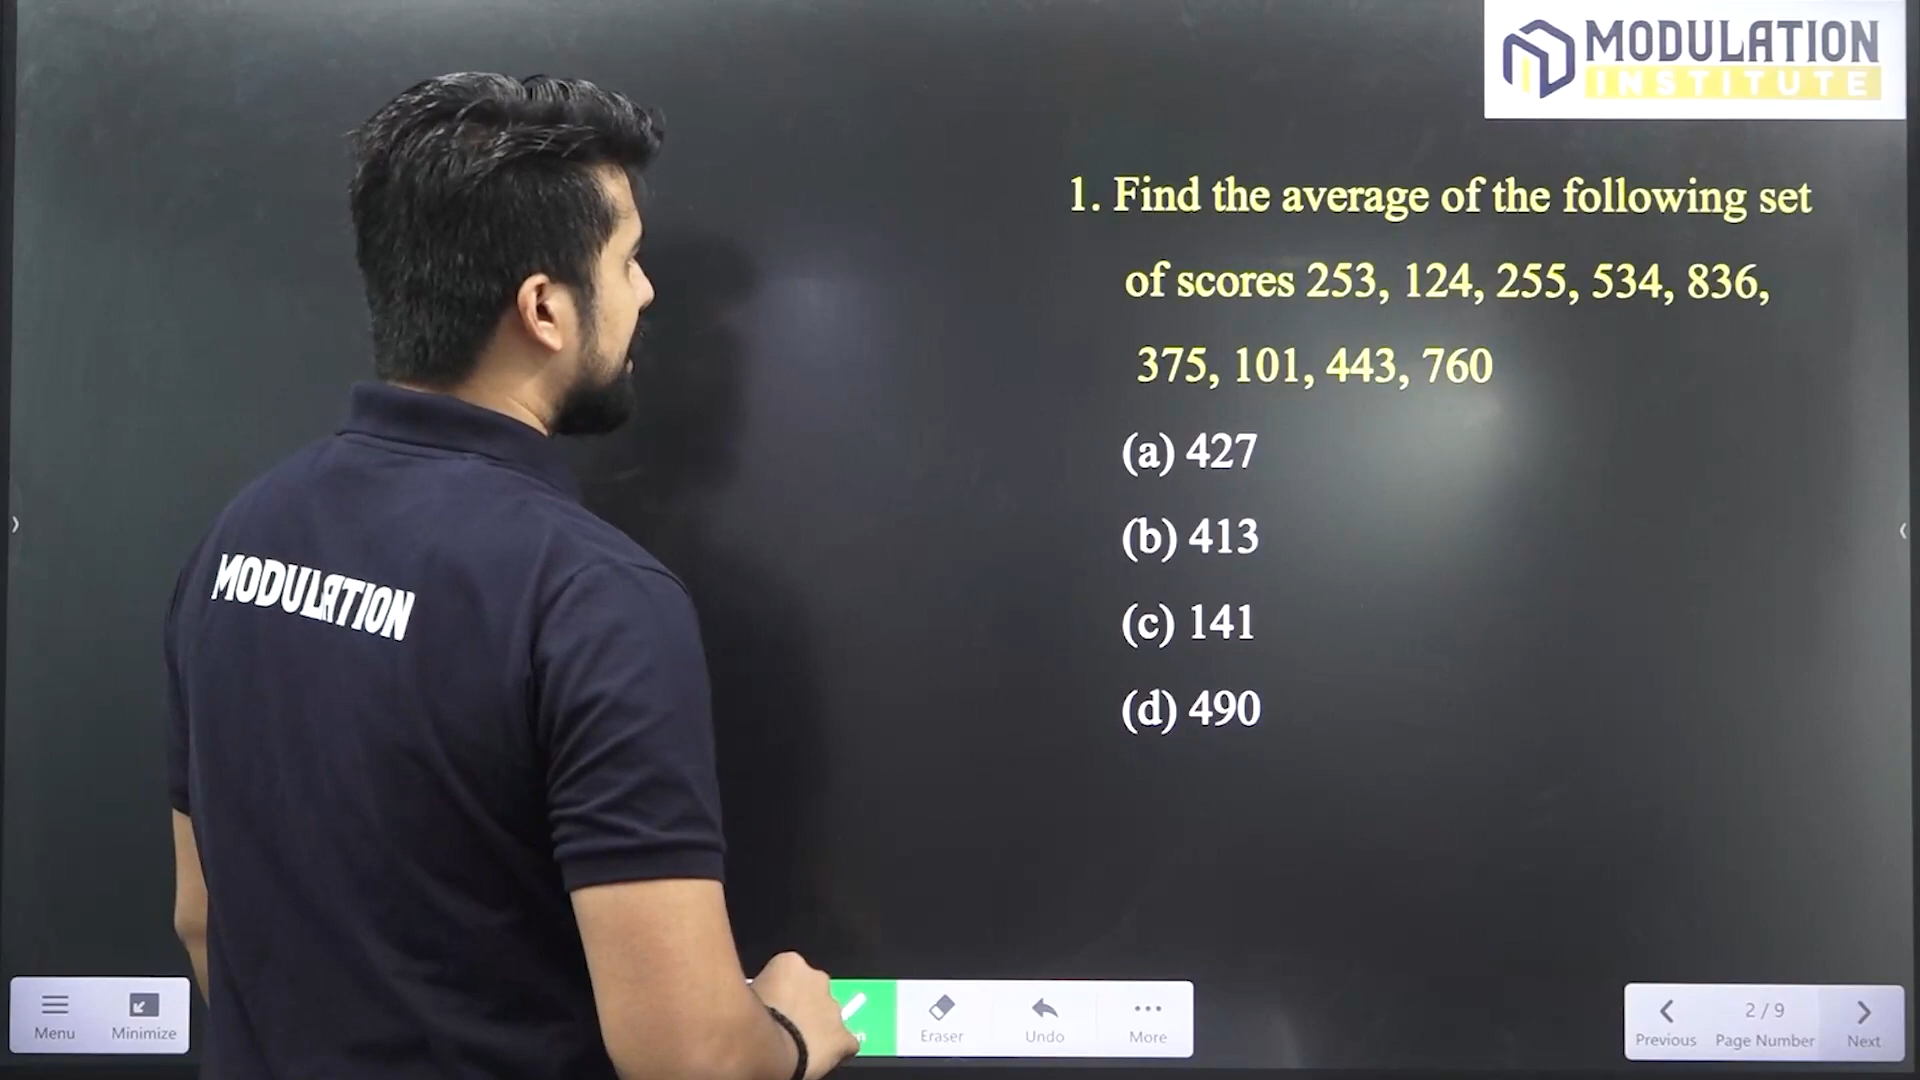 MODULATION
INSTITUTE
1. Find the average of the following set
of scores 253, 124, 255, 534, 836,
375, 101, 443, 760
(a) 427
(b) 413
(c) 141
(d) 490
MODULATION
Menu
Minimize
Eraser
Undo
More
2 / 9
Previous
Page Number
Next